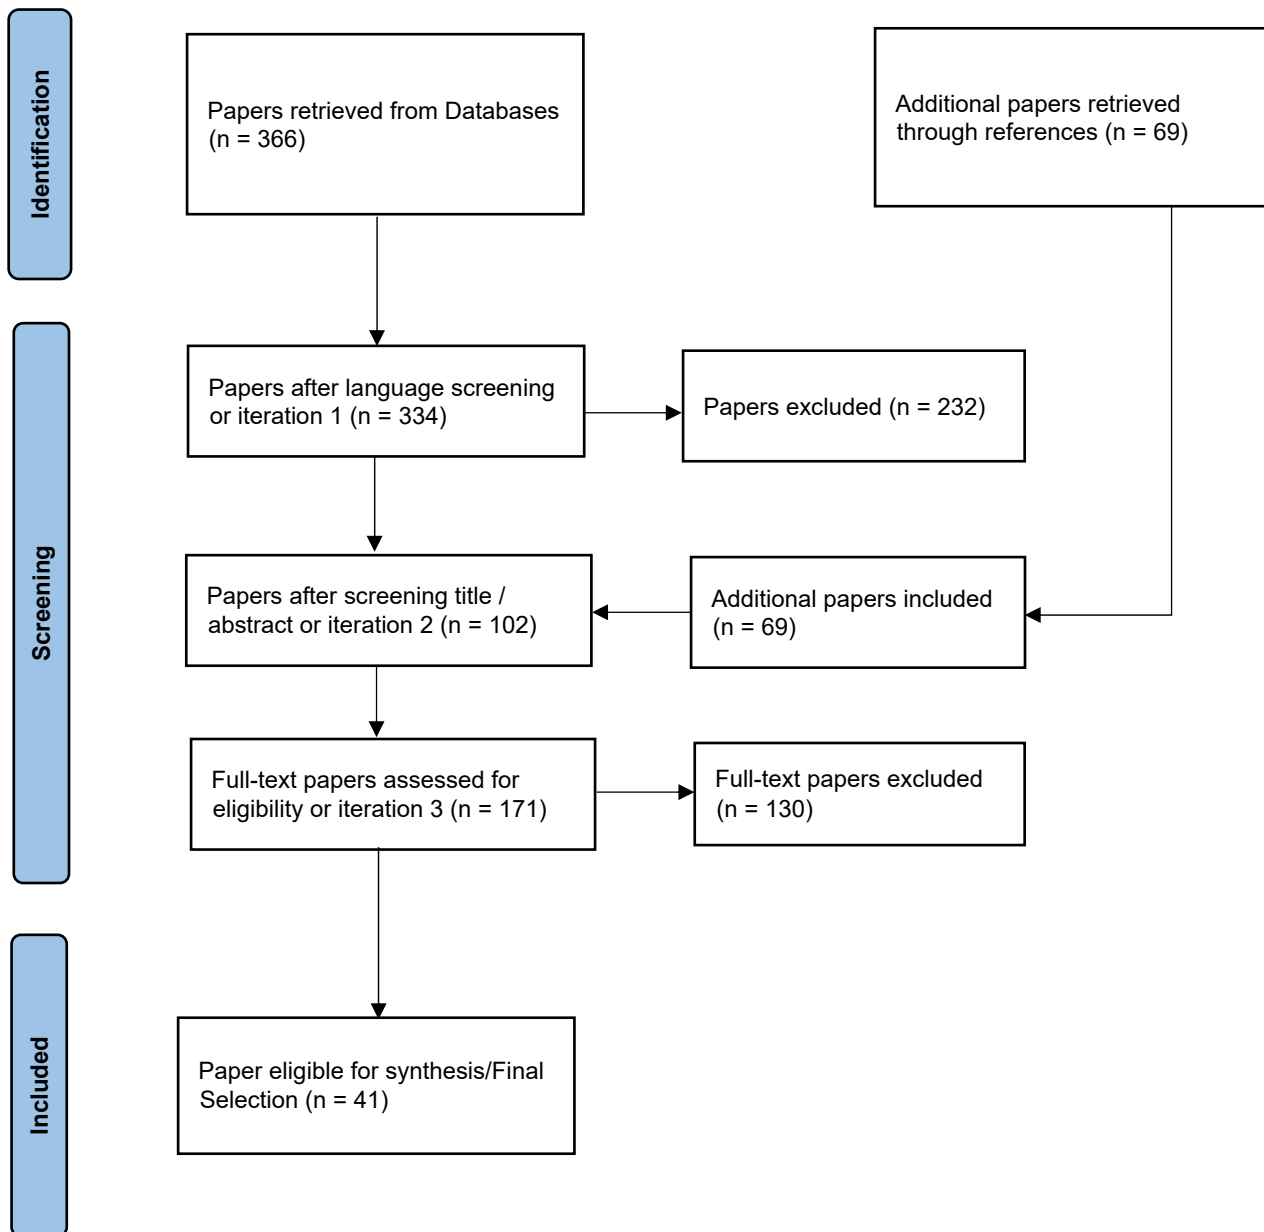 Identification
Papers retrieved from Databases
(n = 366)
Additional papers retrieved
through references (n = 69)
Screening
Papers after language screening
or iteration 1 (n = 334)
Papers excluded (n = 232)
Papers after screening title /
abstract or iteration 2 (n = 102)
Additional papers included
(n = 69)
Full-text papers assessed for
eligibility or iteration 3 (n = 171)
Full-text papers excluded
(n = 130)
Included
Paper eligible for synthesis/Final
Selection (n = 41)